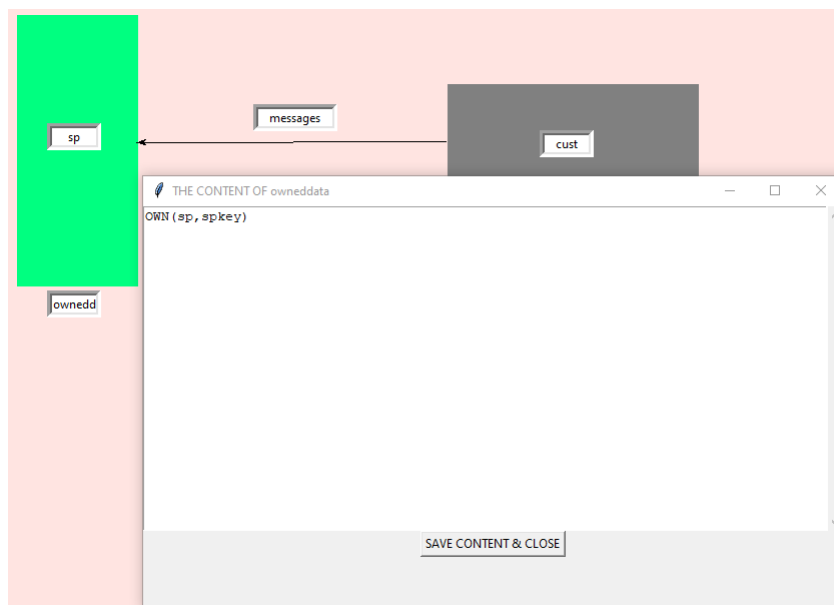 messages
sp
cust
THE CONTENT OF owneddata
OWN(sp,spkey)
ownedd
SAVE CONTENT & CLOSE